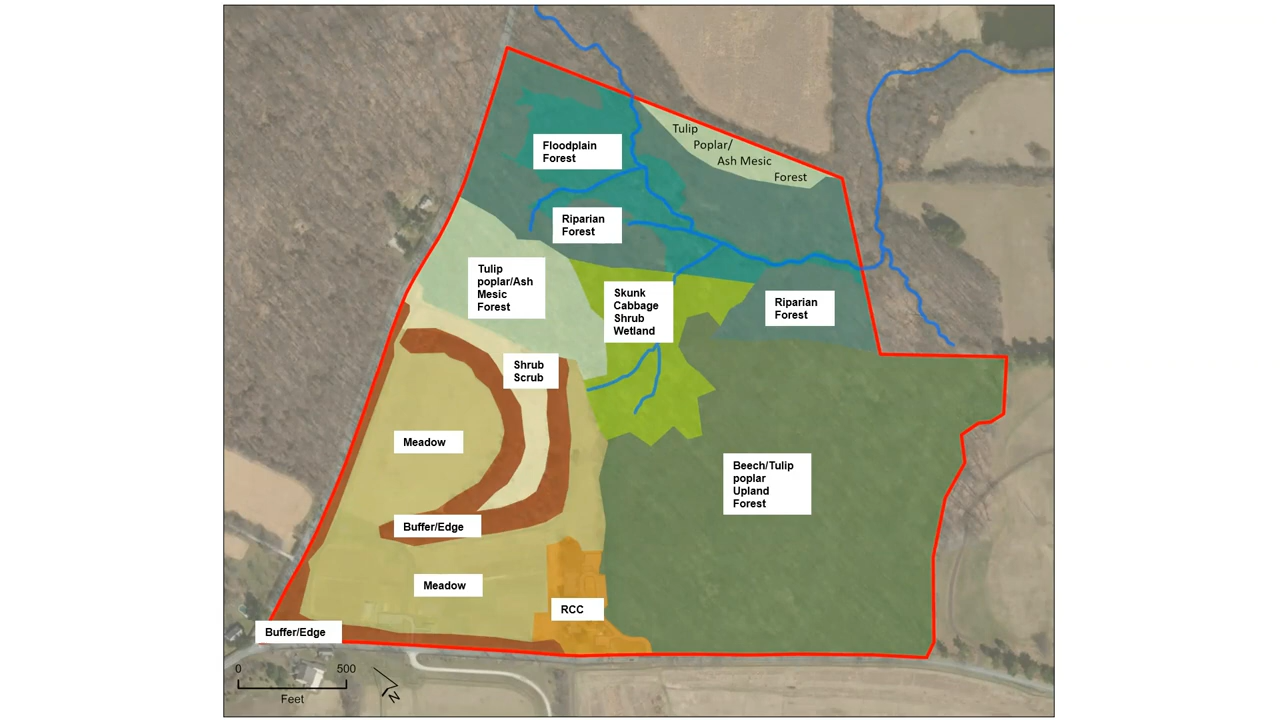 Tulip
Poplar/
Ash Mesic
Forest
Floodplain
Forest
Riparian
Forest
Tulip
poplar/Ash
Mesic
Forest
Skunk
Cabbage
Shrub
Wetland
Riparian
Forest
Shrub
Scrub
Meadow
Beech/Tulip
poplar
Upland
Forest
Buffer/Edge
Meadow
RCC
Buffer/Edge
0 500
Feet
N